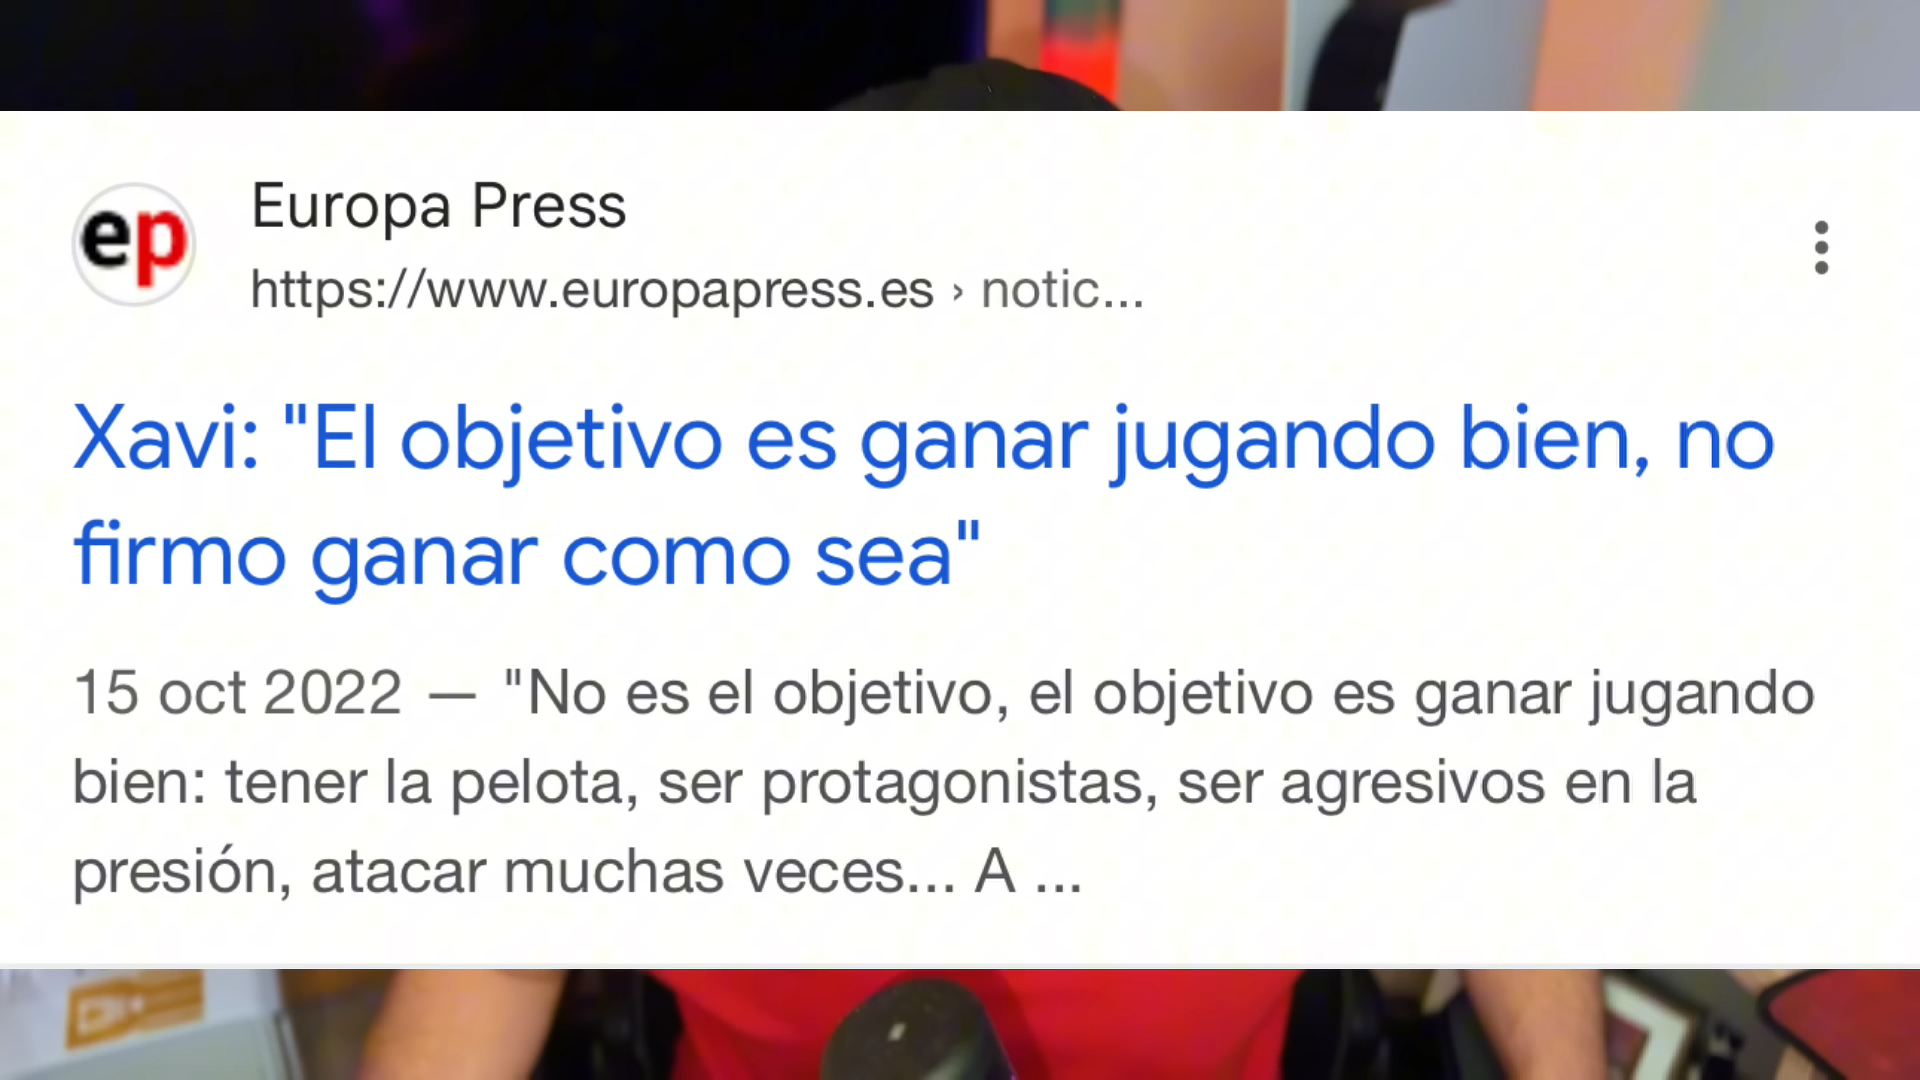 ep
Europa Press
https://www.europapress.es › notic...
Xavi: "El objetivo es ganar jugando bien, no
firmo ganar como sea"
15 oct 2022 — "No es el objetivo, el objetivo es ganar jugando
bien: tener la pelota, ser protagonistas, ser agresivos en la
presión, atacar muchas veces... A ...